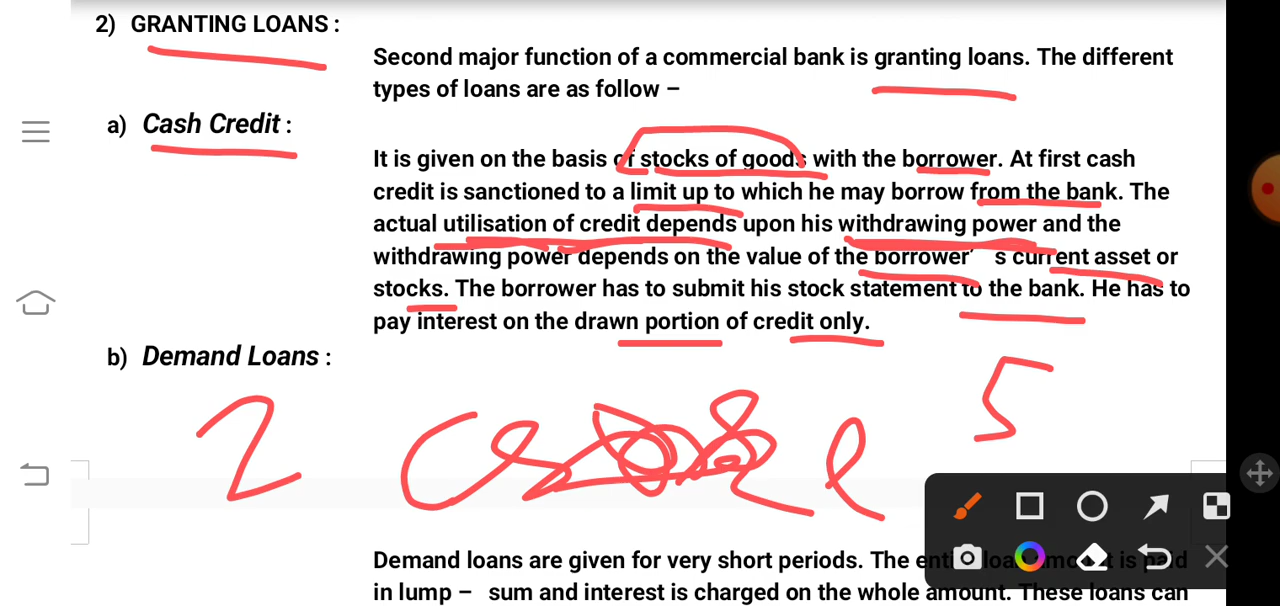 2) GRANTING LOANS :
Second major function of a commercial bank is granting loans. The different
types of loans are as follow –
a) Cash Credit :
It is given on the basis of stocks of goods with the borrower. At first cash
credit is sanctioned to a limit up to which he may borrow from the bank. The
actual utilisation of credit depends upon his withdrawing power and the
withdrawing power depends on the value of the borrower’ s current asset or
stocks. The borrower has to submit his stock statement to the bank. He has to
pay interest on the drawn portion of credit only.
b) Demand Loans :
2 5
Demand loans are given for very short periods. The is paid
in lump – sum and interest is charged on the whole amount. These loans can